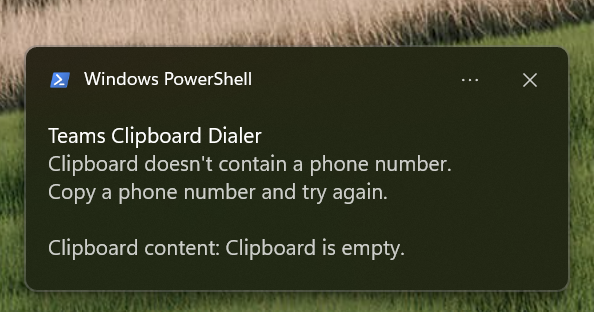 Windows PowerShell
Teams Clipboard Dialer
Clipboard doesn't contain a phone number.
Copy a phone number and try again.
Clipboard content: Clipboard is empty.